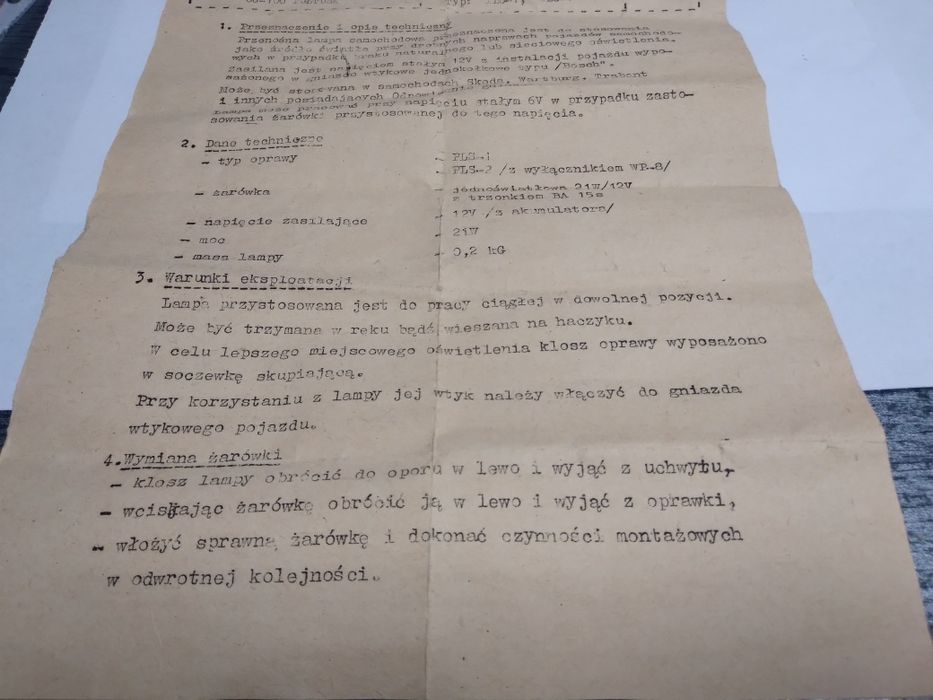 1. Przeznaczenie i opis techniczny
Przenośna lampa samochodowa przeznaczona jest do stosowania
jako źródło światła przy drobnych naprawach pojazdów samochodo-
wych w przypadku braku naturalnego lub sieciowego oświetlenia.
Zasilana jest napięciem stałym 12V z instalacji pojazdu wypo-
sażonego w gniazdo wtykowe jednokołkowe typu /Bosch".
Może być stosowana w samochodach Skoda, Wartburg, Trabant
i innych posiadających
Lampa może pracować przy napięciu stałym 6V w przypadku zasto-
sowania żarówki przystosowanej do tego napięcia.
2. Dane techniczne
- typ oprawy - PLS-1
- PLS-2 /z wyłącznikiem WP-8/
- żarówka - jednoświatłowa 21W/12V
z trzonkiem BA 15s
- napięcie zasilające - 12V /z akumulatora/
- moc - 21W
- masa lampy - 0,2 kG
3. Warunki eksploatacji
Lampa przystosowana jest do pracy ciągłej w dowolnej pozycji.
Może być trzymana w ręku bądź wieszana na haczyku.
W celu lepszego miejscowego oświetlenia klosz oprawy wyposażono
w soczewkę skupiającą.
Przy korzystaniu z lampy jej wtyk należy włączyć do gniazda
wtykowego pojazdu.
4. Wymiana żarówki
- klosz lampy obrócić do oporu w lewo i wyjąć z uchwytu,
- wciskając żarówkę obrócić ją w lewo i wyjąć z oprawki,
- włożyć sprawną żarówkę i dokonać czynności montażowych
w odwrotnej kolejności.